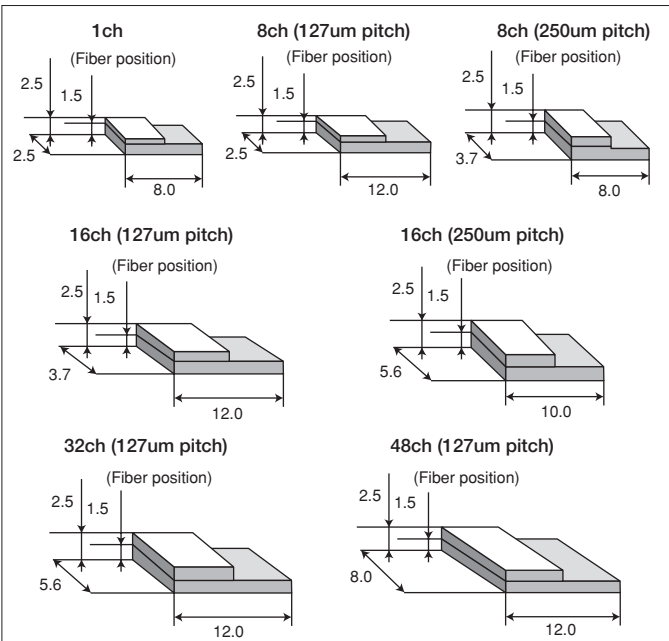 1ch
(Fiber position)
2.5
1.5
2.5
8.0
8ch (127um pitch)
(Fiber position)
2.5
1.5
2.5
12.0
8ch (250um pitch)
(Fiber position)
2.5
1.5
3.7
8.0
16ch (127um pitch)
(Fiber position)
2.5
1.5
3.7
12.0
16ch (250um pitch)
(Fiber position)
2.5
1.5
5.6
10.0
32ch (127um pitch)
(Fiber position)
2.5
1.5
5.6
12.0
48ch (127um pitch)
(Fiber position)
2.5
1.5
8.0
12.0